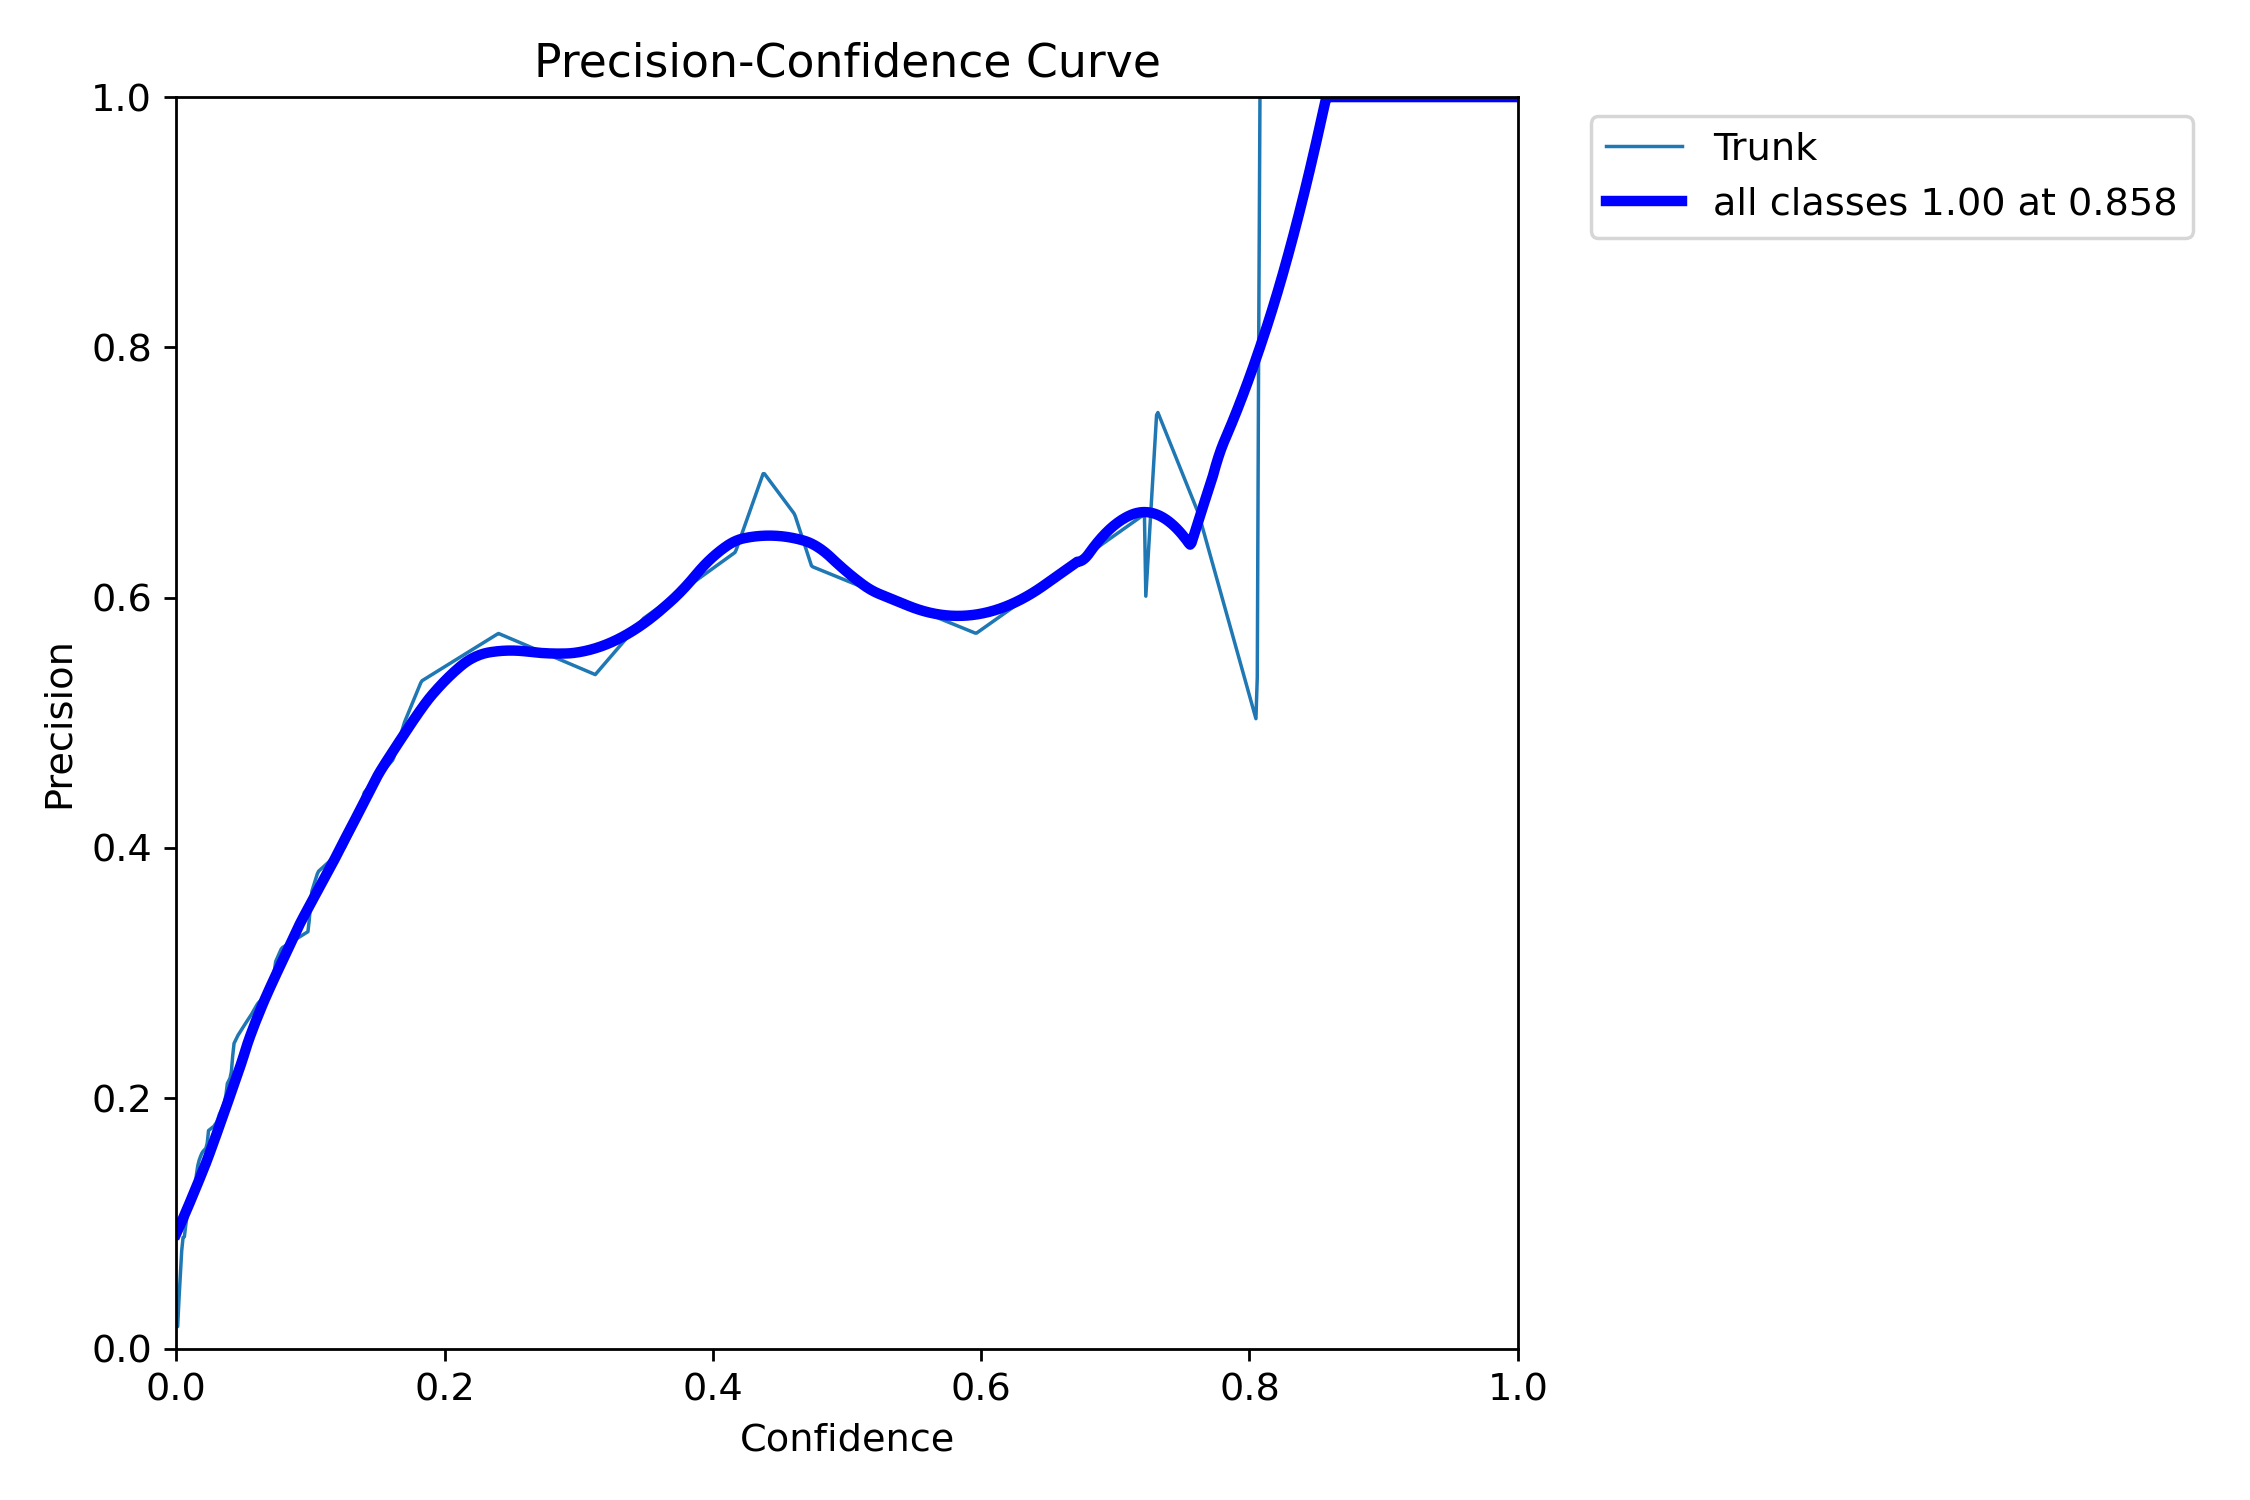 Precision-Confidence Curve
1.0
0.8
0.6
0.4
0.2
0.0
Precision
0.0 0.2 0.4 0.6 0.8 1.0
Confidence
Trunk
all classes 1.00 at 0.858